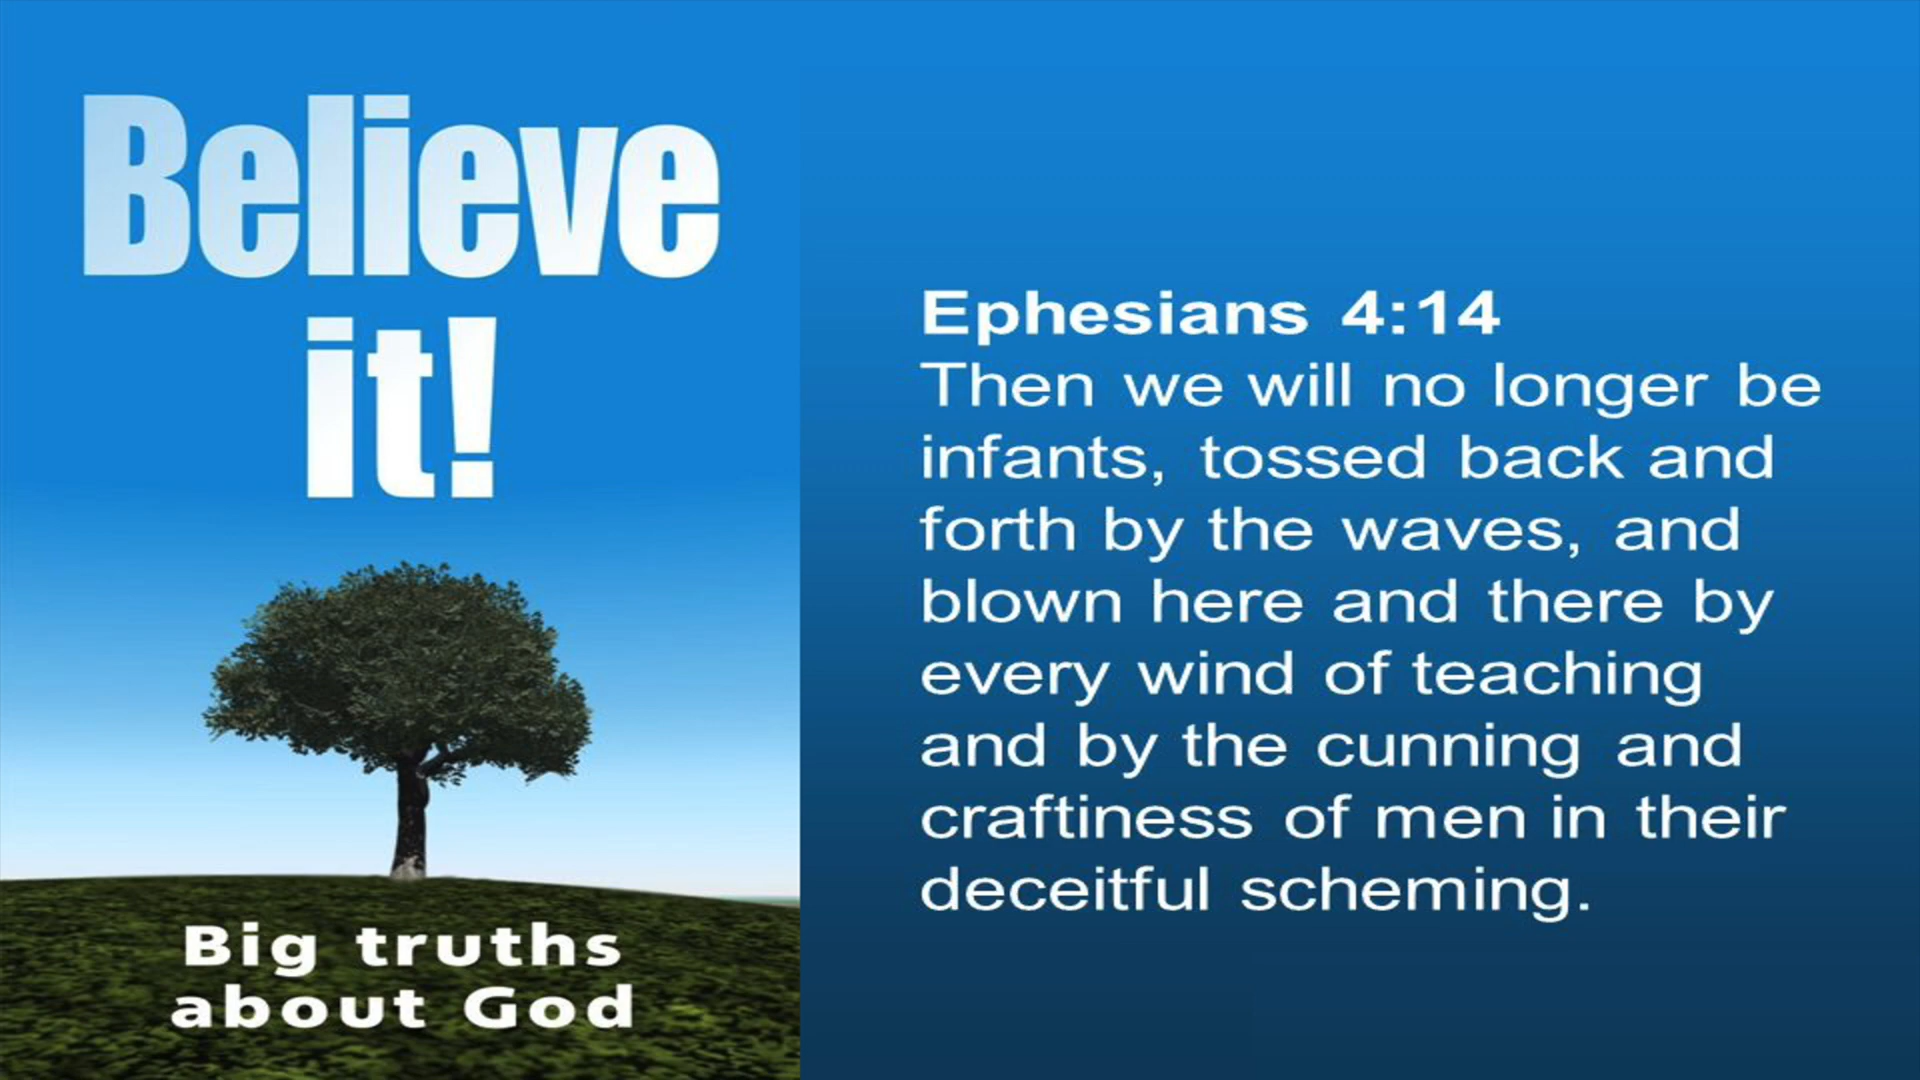 Believe
it!
Big truths
about God
Ephesians 4:14
Then we will no longer be
infants, tossed back and
forth by the waves, and
blown here and there by
every wind of teaching
and by the cunning and
craftiness of men in their
deceitful scheming.